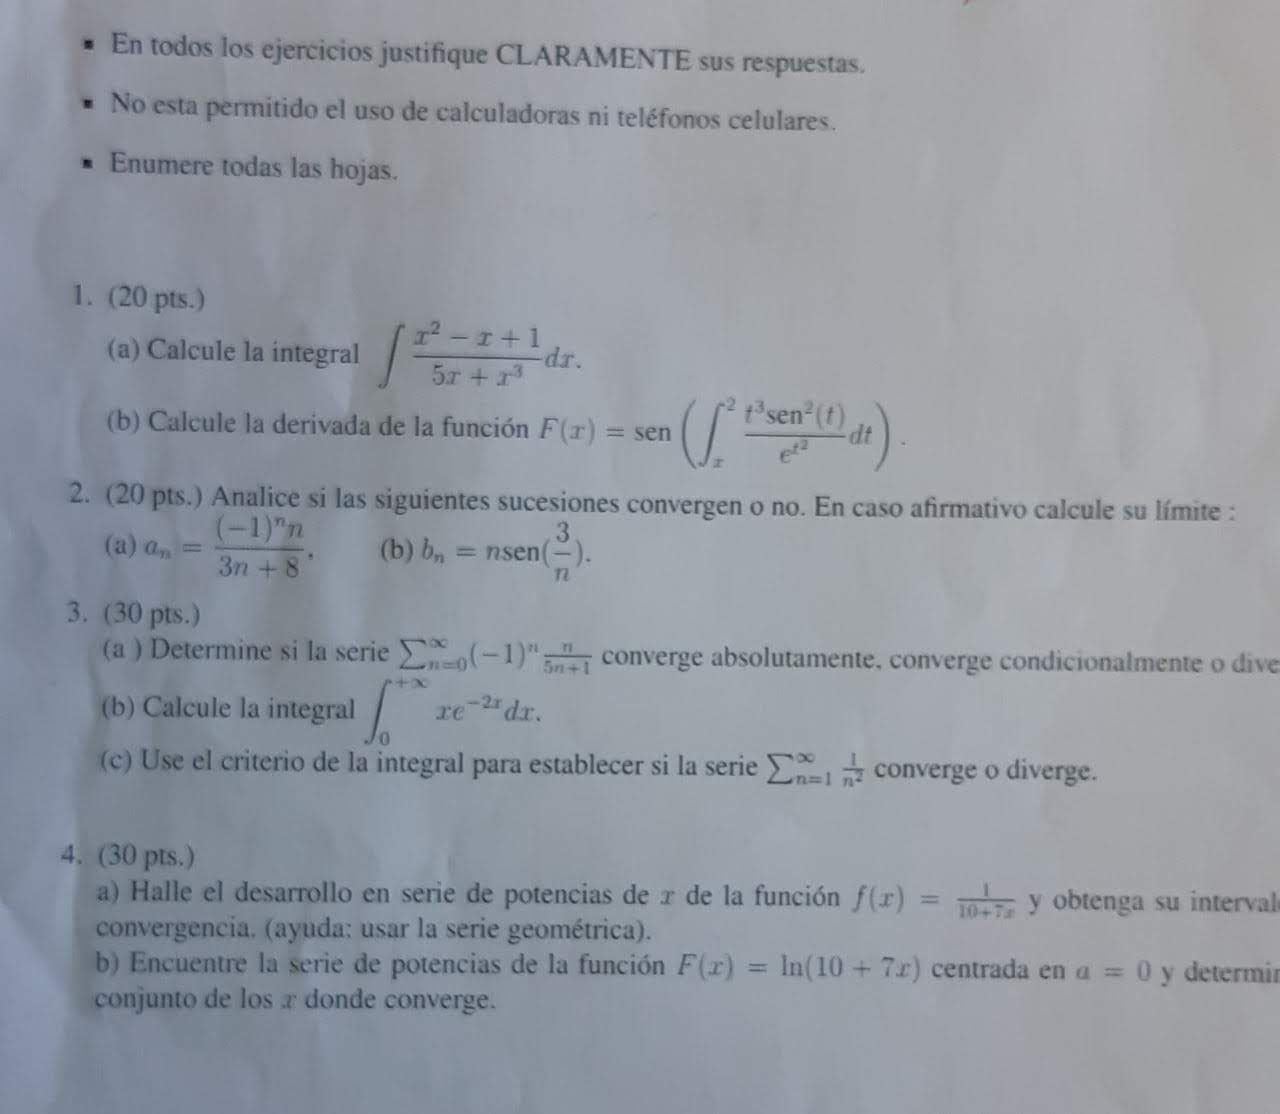 ▪ En todos los ejercicios justifique CLARAMENTE sus respuestas.
▪ No esta permitido el uso de calculadoras ni teléfonos celulares.
▪ Enumere todas las hojas.
1. (20 pts.)
(a) Calcule la integral $\int \frac{x^2 - x + 1}{5x + x^3} dx.$
(b) Calcule la derivada de la función $F(x) = \text{sen}\left(\int_x^2 \frac{t^3 \text{sen}^2(t)}{e^{t^2}} dt\right).$
2. (20 pts.) Analice si las siguientes sucesiones convergen o no. En caso afirmativo calcule su límite :
(a) $a_n = \frac{(-1)^n n}{3n + 8}.$ (b) $b_n = n\text{sen}(\frac{3}{n}).$
3. (30 pts.)
(a ) Determine si la serie $\sum_{n=0}^{\infty} (-1)^n \frac{n}{5n+1}$ converge absolutamente, converge condicionalmente o dive
(b) Calcule la integral $\int_0^{+\infty} xe^{-2x} dx.$
(c) Use el criterio de la integral para establecer si la serie $\sum_{n=1}^{\infty} \frac{1}{n^2}$ converge o diverge.
4. (30 pts.)
a) Halle el desarrollo en serie de potencias de $x$ de la función $f(x) = \frac{1}{10+7x}$ y obtenga su interval
convergencia. (ayuda: usar la serie geométrica).
b) Encuentre la serie de potencias de la función $F(x) = \ln(10 + 7x)$ centrada en $a = 0$ y determin
conjunto de los $x$ donde converge.